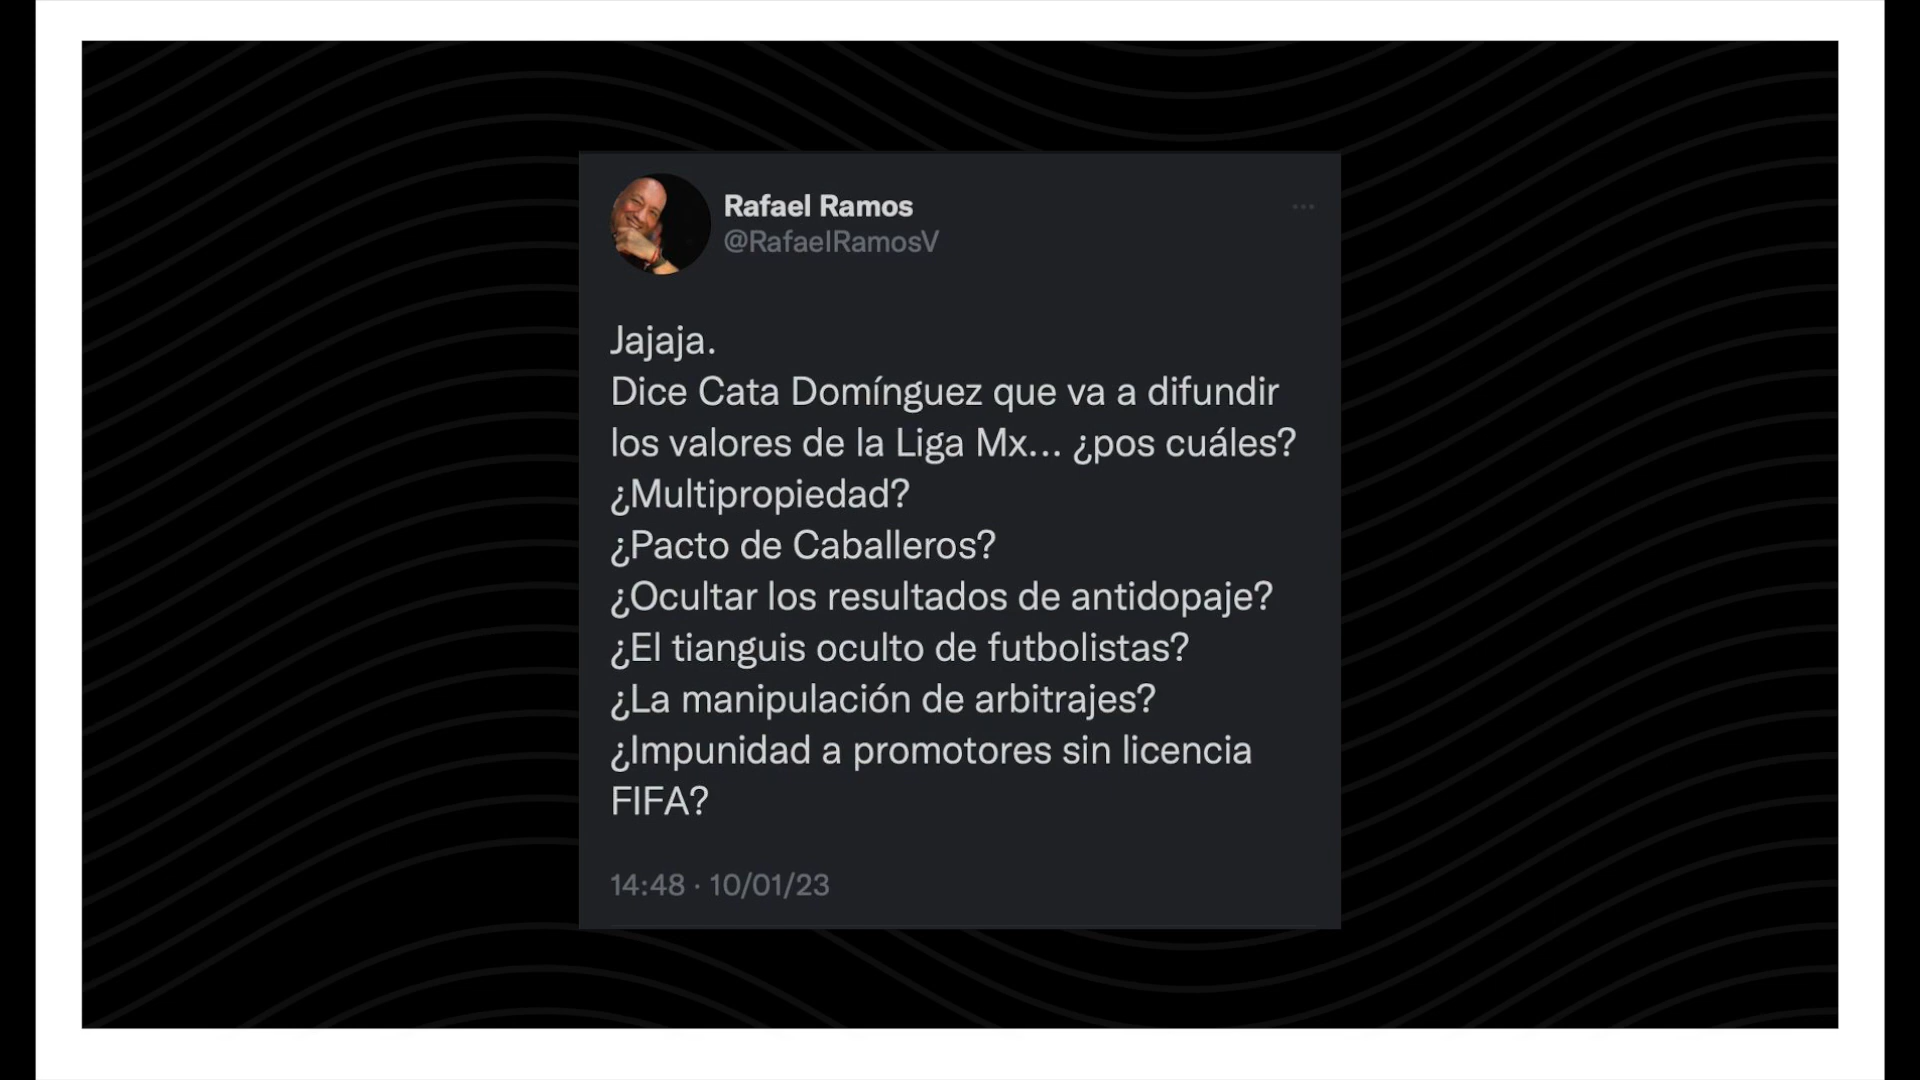 Rafael Ramos
@RafaelRamosV
Jajaja.
Dice Cata Domínguez que va a difundir
los valores de la Liga Mx... ¿pos cuáles?
¿Multipropiedad?
¿Pacto de Caballeros?
¿Ocultar los resultados de antidopaje?
¿El tianguis oculto de futbolistas?
¿La manipulación de arbitrajes?
¿Impunidad a promotores sin licencia
FIFA?
14:48 · 10/01/23